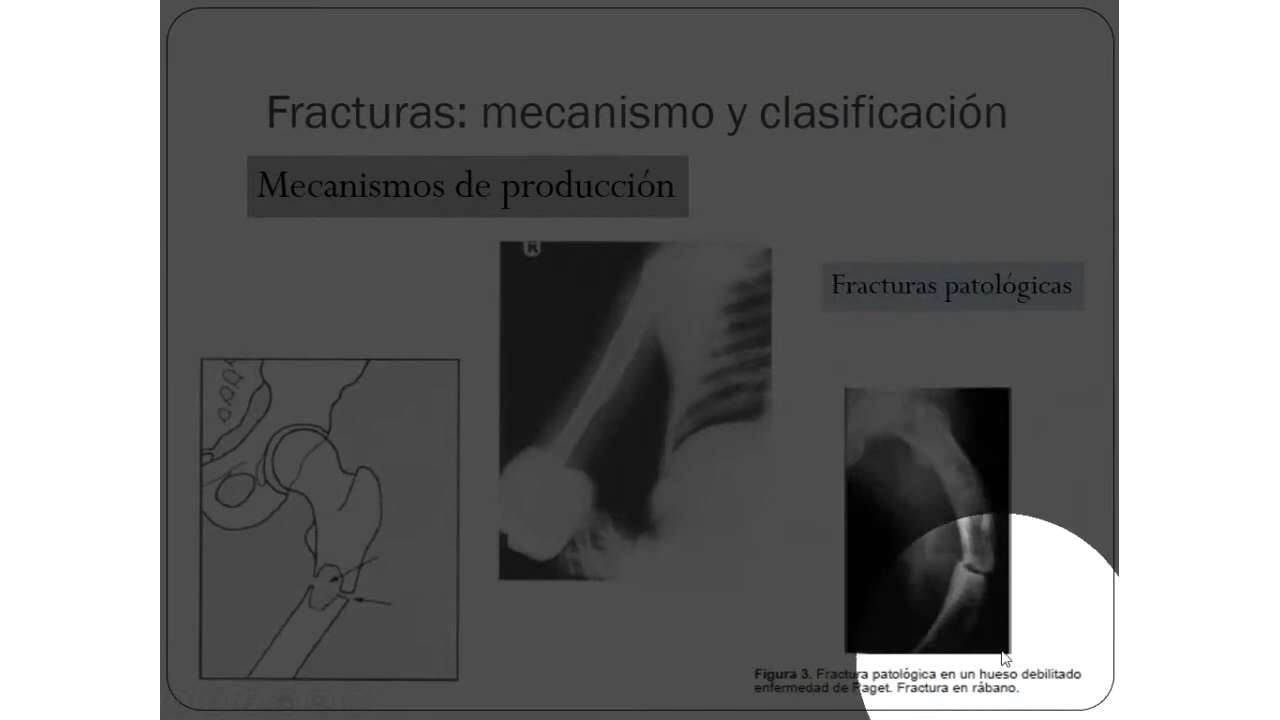 Fracturas: mecanismo y clasificación
Mecanismos de producción
R
Fracturas patológicas
Figura 3. Fractura patológica en un hueso debilitado
enfermedad de Paget. Fractura en rábano.